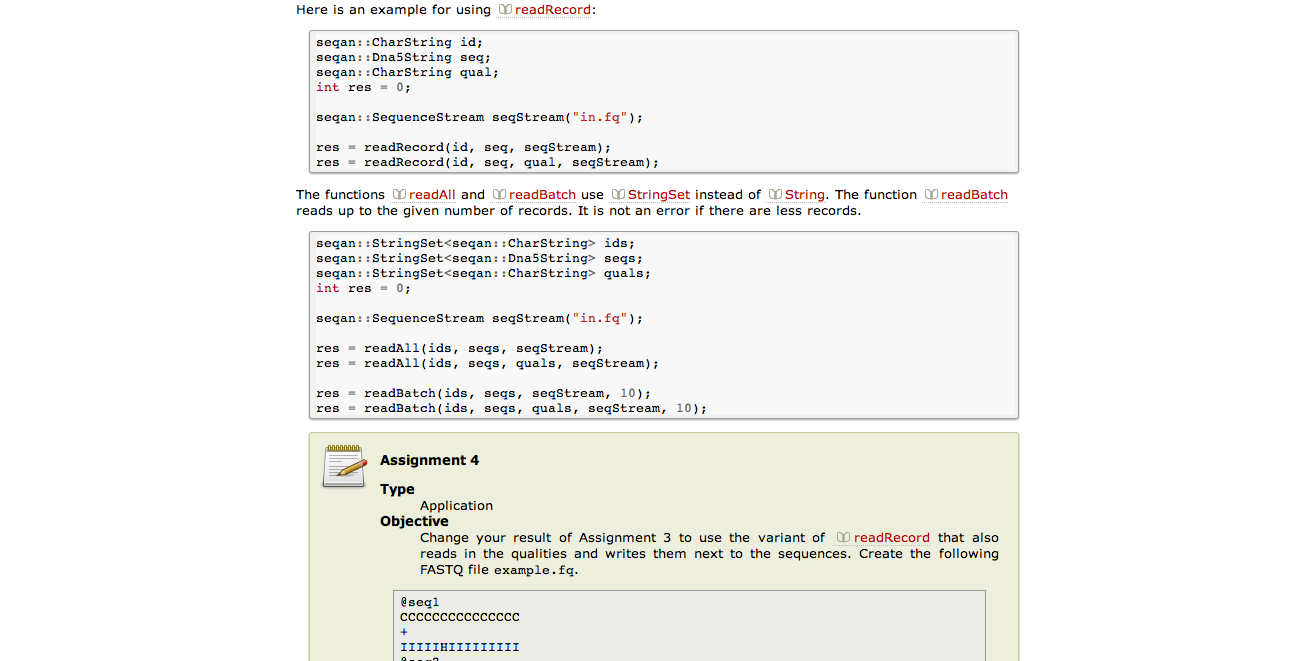 Here is an example for using readRecord:
seqan::CharString id;
seqan::Dna5String seq;
seqan::CharString qual;
int res = 0;
seqan::SequenceStream seqStream("in.fq");
res = readRecord(id, seq, seqStream);
res = readRecord(id, seq, qual, seqStream);
The functions readAll and readBatch use StringSet instead of String. The function readBatch
reads up to the given number of records. It is not an error if there are less records.
seqan::StringSet<seqan::CharString> ids;
seqan::StringSet<seqan::Dna5String> seqs;
seqan::StringSet<seqan::CharString> quals;
int res = 0;
seqan::SequenceStream seqStream("in.fq");
res = readAll(ids, seqs, seqStream);
res = readAll(ids, seqs, quals, seqStream);
res = readBatch(ids, seqs, seqStream, 10);
res = readBatch(ids, seqs, quals, seqStream, 10);
Assignment 4
Type
Application
Objective
Change your result of Assignment 3 to use the variant of readRecord that also
reads in the qualities and writes them next to the sequences. Create the following
FASTQ file example.fq.
@seq1
CCCCCCCCCCCCCCC
+
IIIIIHIIIIIIIII